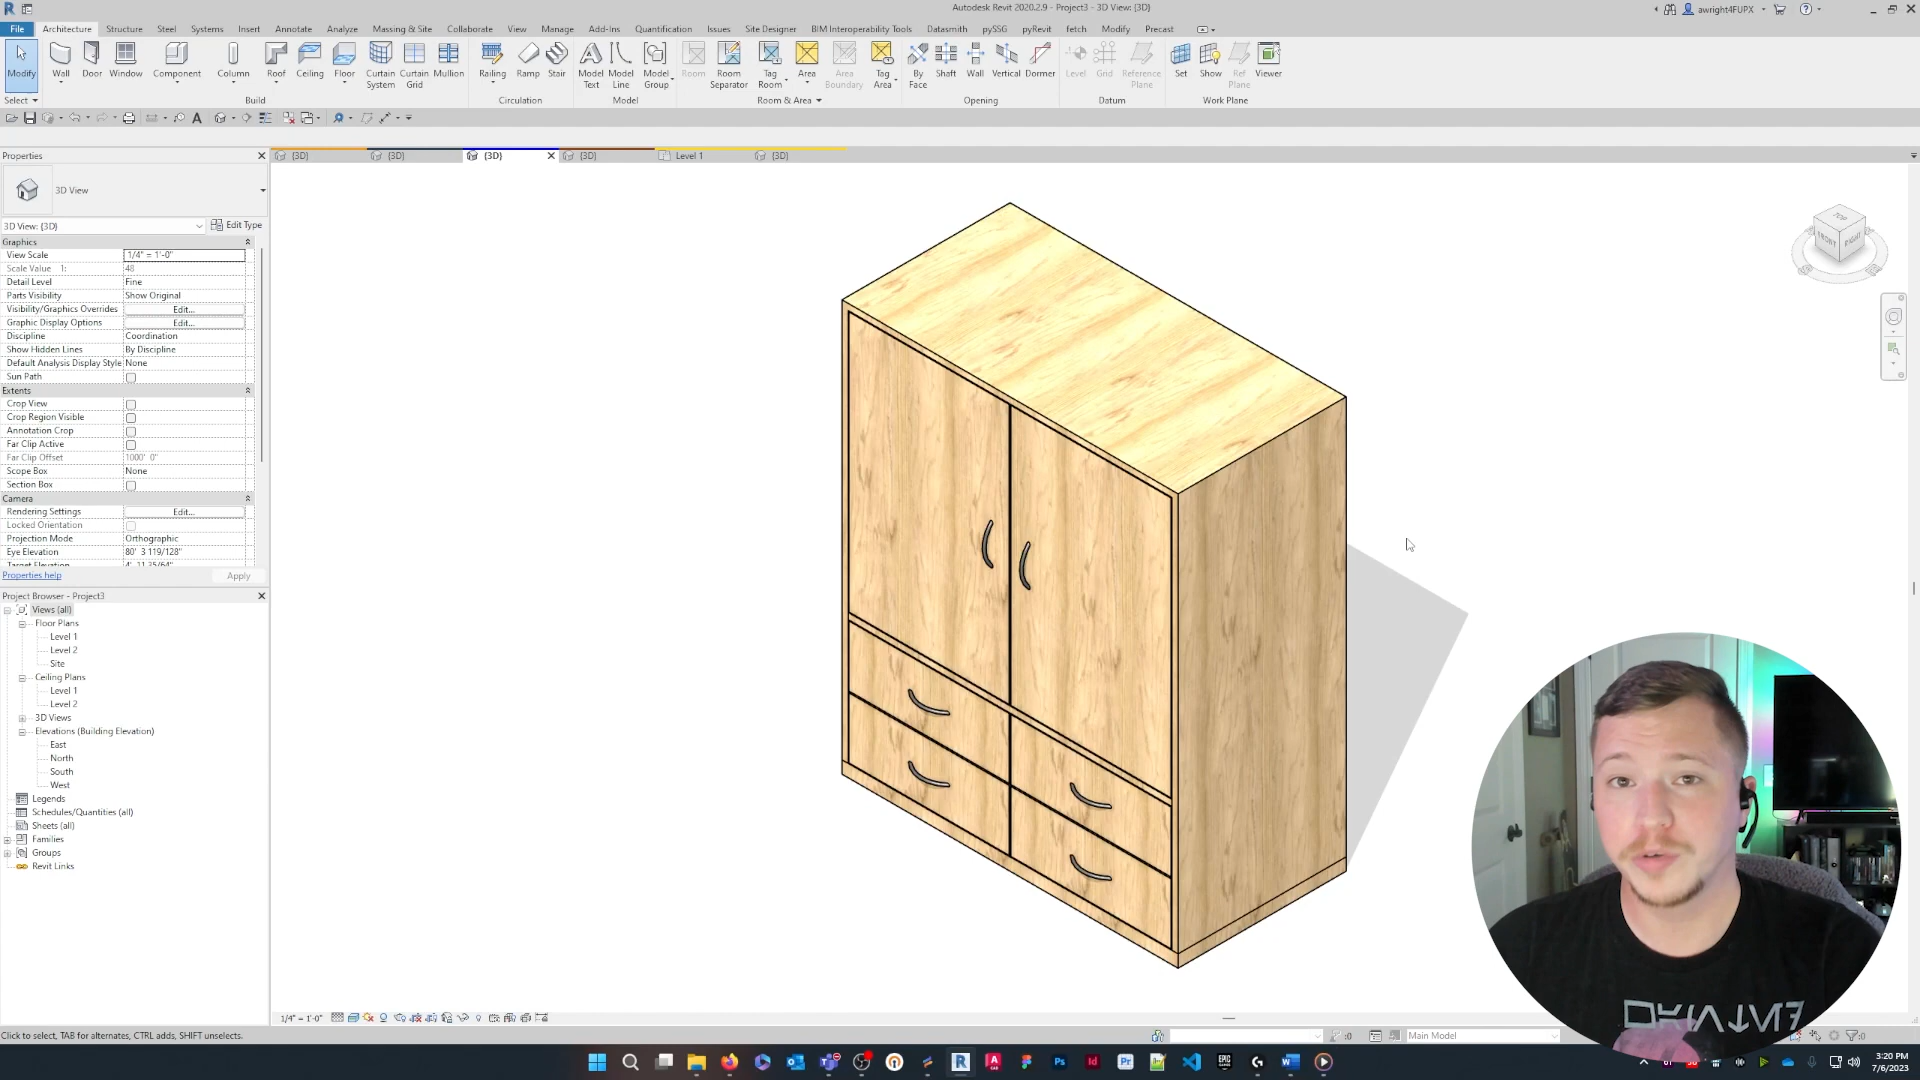 Autodesk Revit 2020.2.9 - Project3 - 3D View: {3D}
awright4FUPX
File Architecture Structure Steel Systems Insert Annotate Analyze Massing & Site Collaborate View Manage Add-Ins Quantification Issues Site Designer BIM Interoperability Tools Datasmith pySSG pyRevit fetch Modify Precast
Modify Wall Door Window Component Column Roof Ceiling Floor Curtain System Curtain Grid Mullion Railing Ramp Stair Model Text Model Line Model Group Room Room Separator Tag Room Area Area Boundary Tag Area By Face Shaft Wall Vertical Dormer Level Grid Reference Plane Set Show Ref Plane Viewer
Select Build Circulation Model Room & Area Opening Datum Work Plane
Properties
{3D} {3D} {3D} {3D} Level 1 {3D}
3D View
3D View: {3D} Edit Type
Graphics
View Scale 1/4" = 1'-0"
Scale Value 1: 48
Detail Level Fine
Parts Visibility Show Original
Visibility/Graphics Overrides Edit...
Graphic Display Options Edit...
Discipline Coordination
Show Hidden Lines By Discipline
Default Analysis Display Style None
Sun Path
Extents
Crop View
Crop Region Visible
Annotation Crop
Far Clip Active
Far Clip Offset 1000' 0"
Scope Box None
Section Box
Camera
Rendering Settings Edit...
Locked Orientation
Projection Mode Orthographic
Eye Elevation 80' 3 119/128"
Target Elevation 4' 11 35/64"
Properties help Apply
Project Browser - Project3
Views (all)
Floor Plans
Level 1
Level 2
Site
Ceiling Plans
Level 1
Level 2
3D Views
Elevations (Building Elevation)
East
North
South
West
Legends
Schedules/Quantities (all)
Sheets (all)
Families
Groups
Revit Links
TOP
FRONT RIGHT
1/4" = 1'-0"
Click to select, TAB for alternates, CTRL adds, SHIFT unselects.
:0 Main Model :0
3:20 PM
7/6/2023